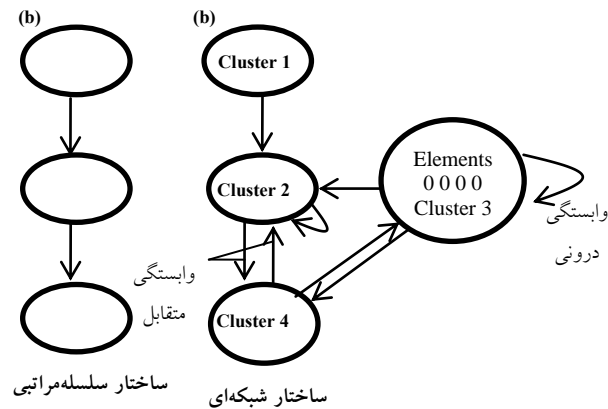 (b)
(b)
Cluster 1
Cluster 2
Elements
0 0 0 0
Cluster 3
وابستگی
درونی
وابستگی
متقابل
Cluster 4
ساختار سلسله‌مراتبی
ساختار شبکه‌ای